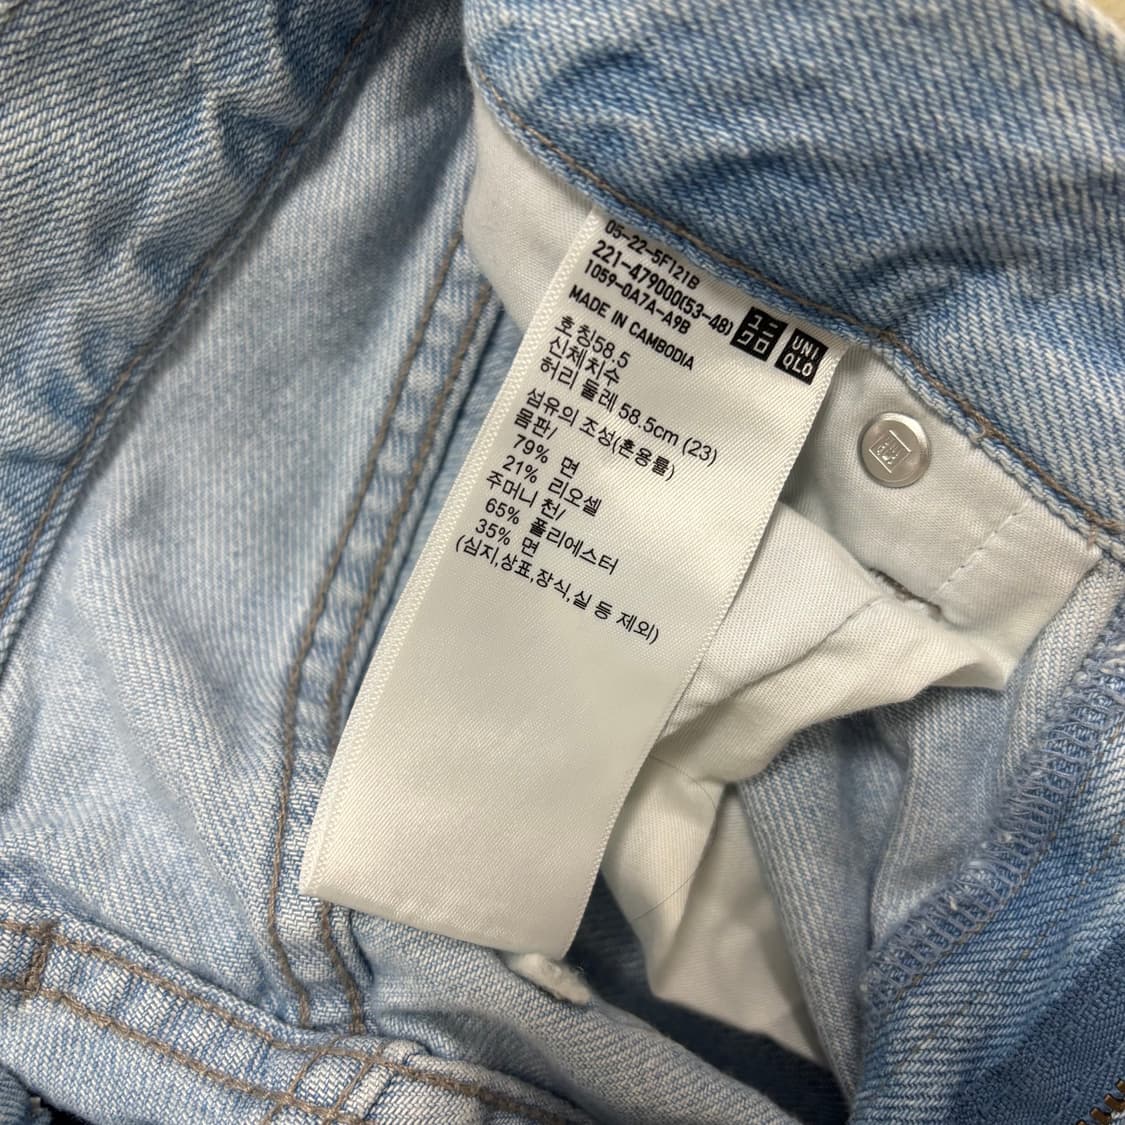 05-22-5F121B
221-479000(53-48)
1059-0A7A-A9B
MADE IN CAMBODIA
ユニ
クロ
UNI
QLO
호칭58.5
신체치수
허리 둘레 58.5cm (23)
섬유의 조성(혼용률)
몸판/
79% 면
21% 리오셀
주머니 천/
65% 폴리에스터
35% 면
(심지,상표,장식,실 등 제외)